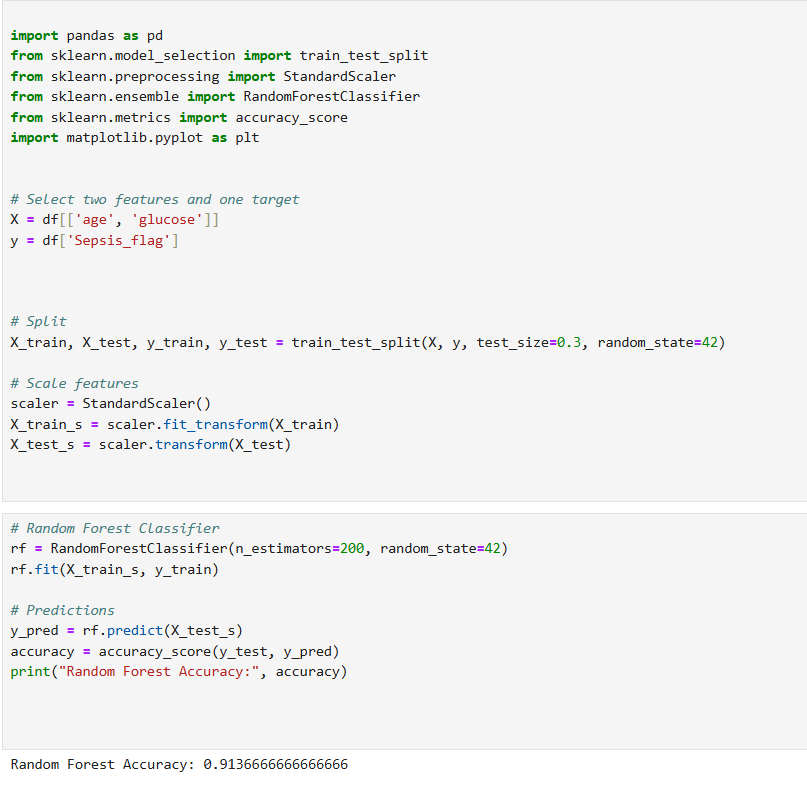 import pandas as pd
from sklearn.model_selection import train_test_split
from sklearn.preprocessing import StandardScaler
from sklearn.ensemble import RandomForestClassifier
from sklearn.metrics import accuracy_score
import matplotlib.pyplot as plt
# Select two features and one target
X = df[['age', 'glucose']]
y = df['Sepsis_flag']
# Split
X_train, X_test, y_train, y_test = train_test_split(X, y, test_size=0.3, random_state=42)
# Scale features
scaler = StandardScaler()
X_train_s = scaler.fit_transform(X_train)
X_test_s = scaler.transform(X_test)
# Random Forest Classifier
rf = RandomForestClassifier(n_estimators=200, random_state=42)
rf.fit(X_train_s, y_train)
# Predictions
y_pred = rf.predict(X_test_s)
accuracy = accuracy_score(y_test, y_pred)
print("Random Forest Accuracy:", accuracy)
Random Forest Accuracy: 0.9136666666666666